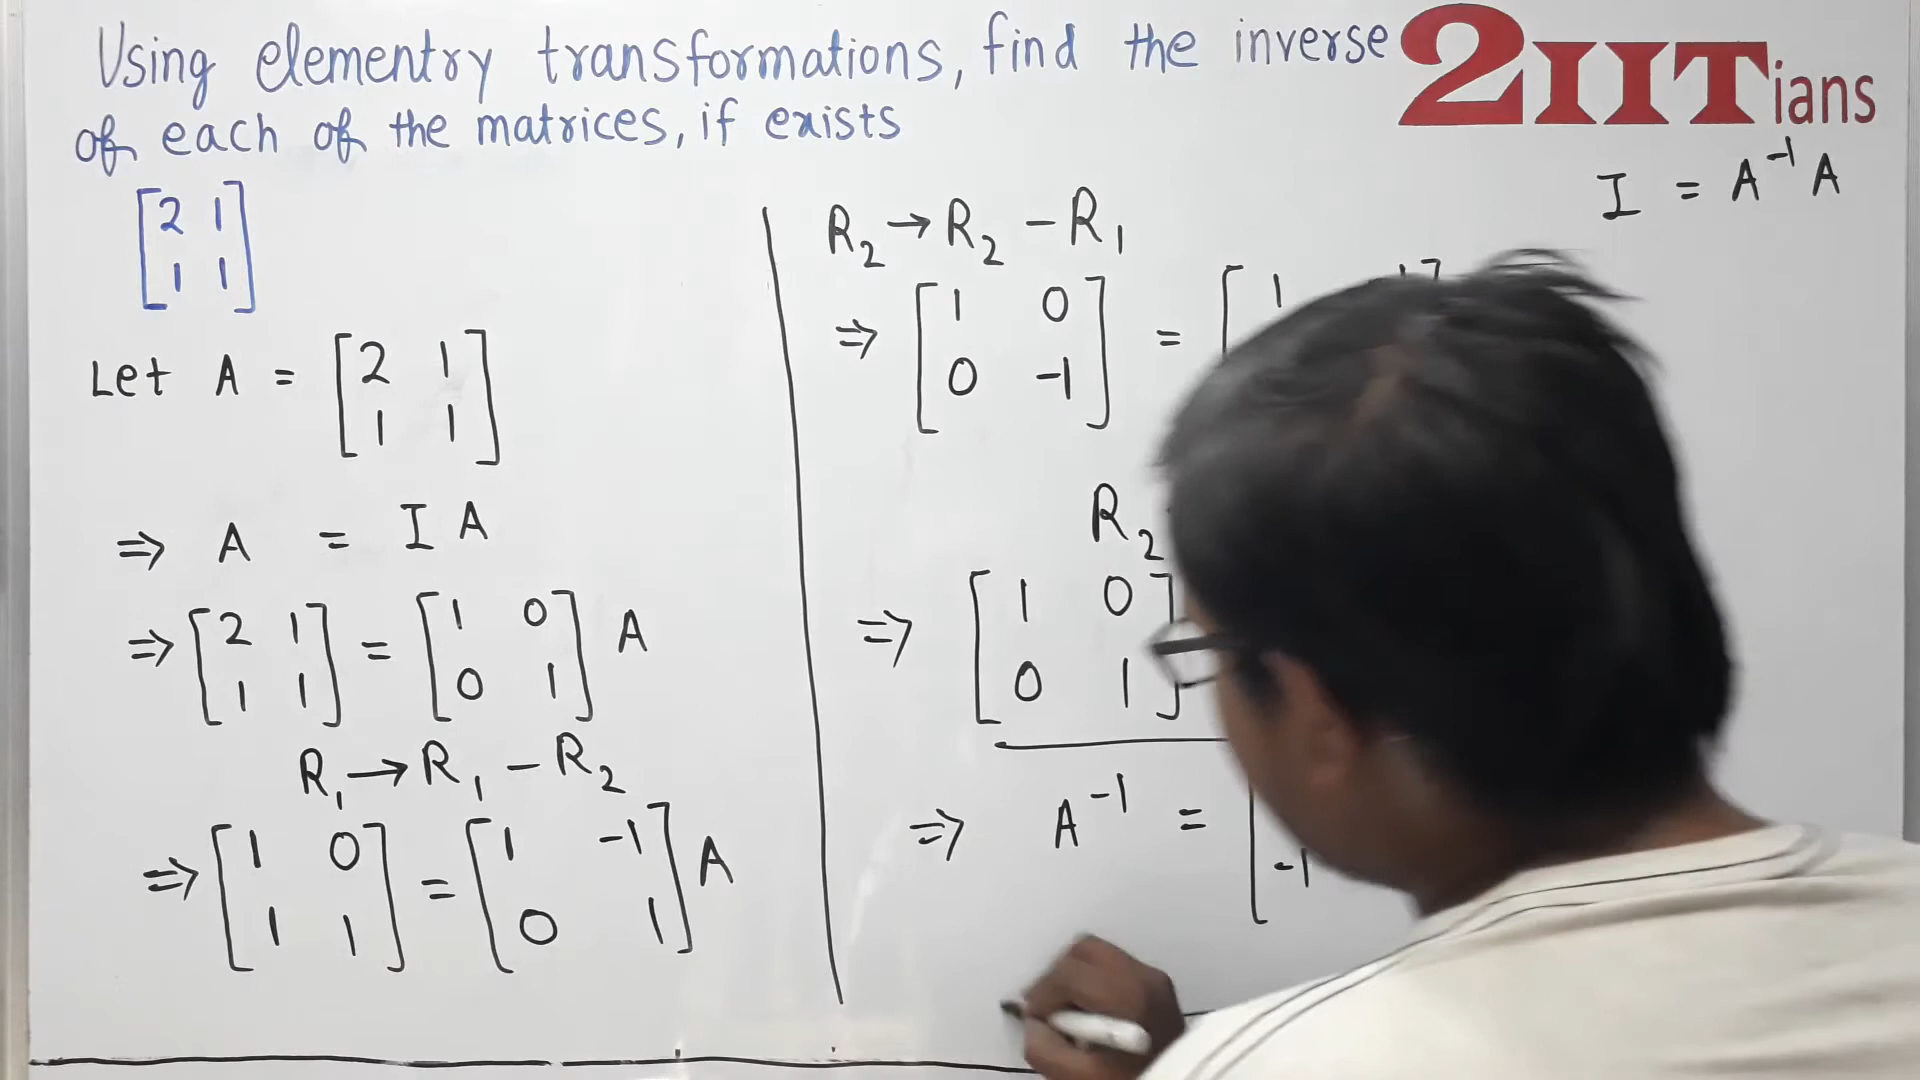 Using elementry transformations, find the inverse
of each of the matrices, if exists
2IITians
I = A⁻¹ A
[2 1]
[1 1]
Let A = [2 1]
[1 1]
⇒ A = I A
⇒ [2 1] = [1 0] A
[1 1] [0 1]
R₁ → R₁ - R₂
⇒ [1 0] = [1 -1] A
[1 1] [0 1]
R₂ → R₂ - R₁
⇒ [1 0] = [1
[0 -1]
R₂
⇒ [1 0]
[0 1]
⇒ A⁻¹ = [
-1